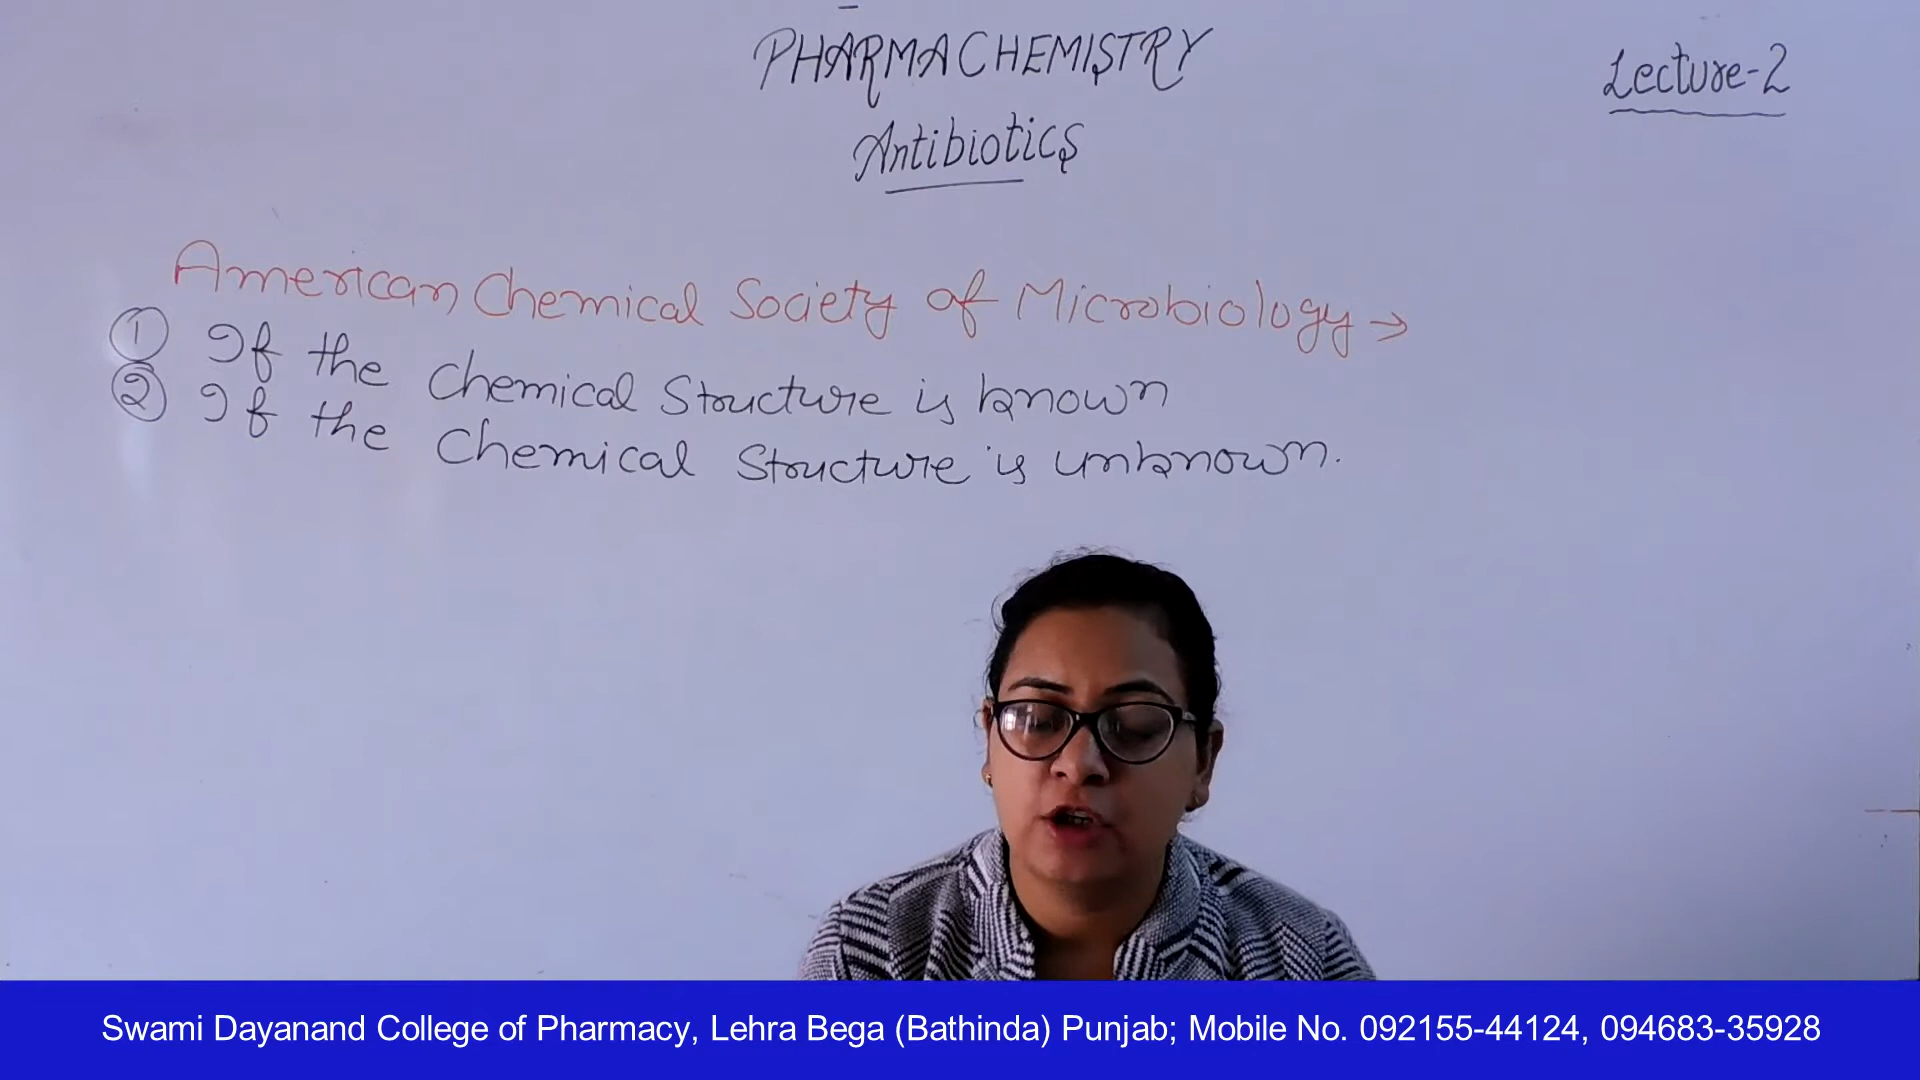 PHARMACHEMISTRY
Lecture-2
Antibiotics
American Chemical Society of Microbiology →
① If the Chemical Structure is known
② If the Chemical Structure is unknown.
Swami Dayanand College of Pharmacy, Lehra Bega (Bathinda) Punjab; Mobile No. 092155-44124, 094683-35928